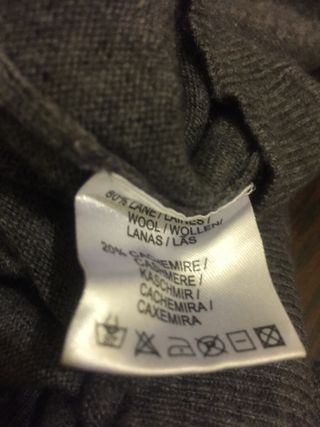 80% LANE / LAINES /
WOOL / WOLLEN /
LANAS / LÃS
20% CACHEMIRE /
CASHMERE /
KASCHMIR /
CACHEMIRA /
CAXEMIRA